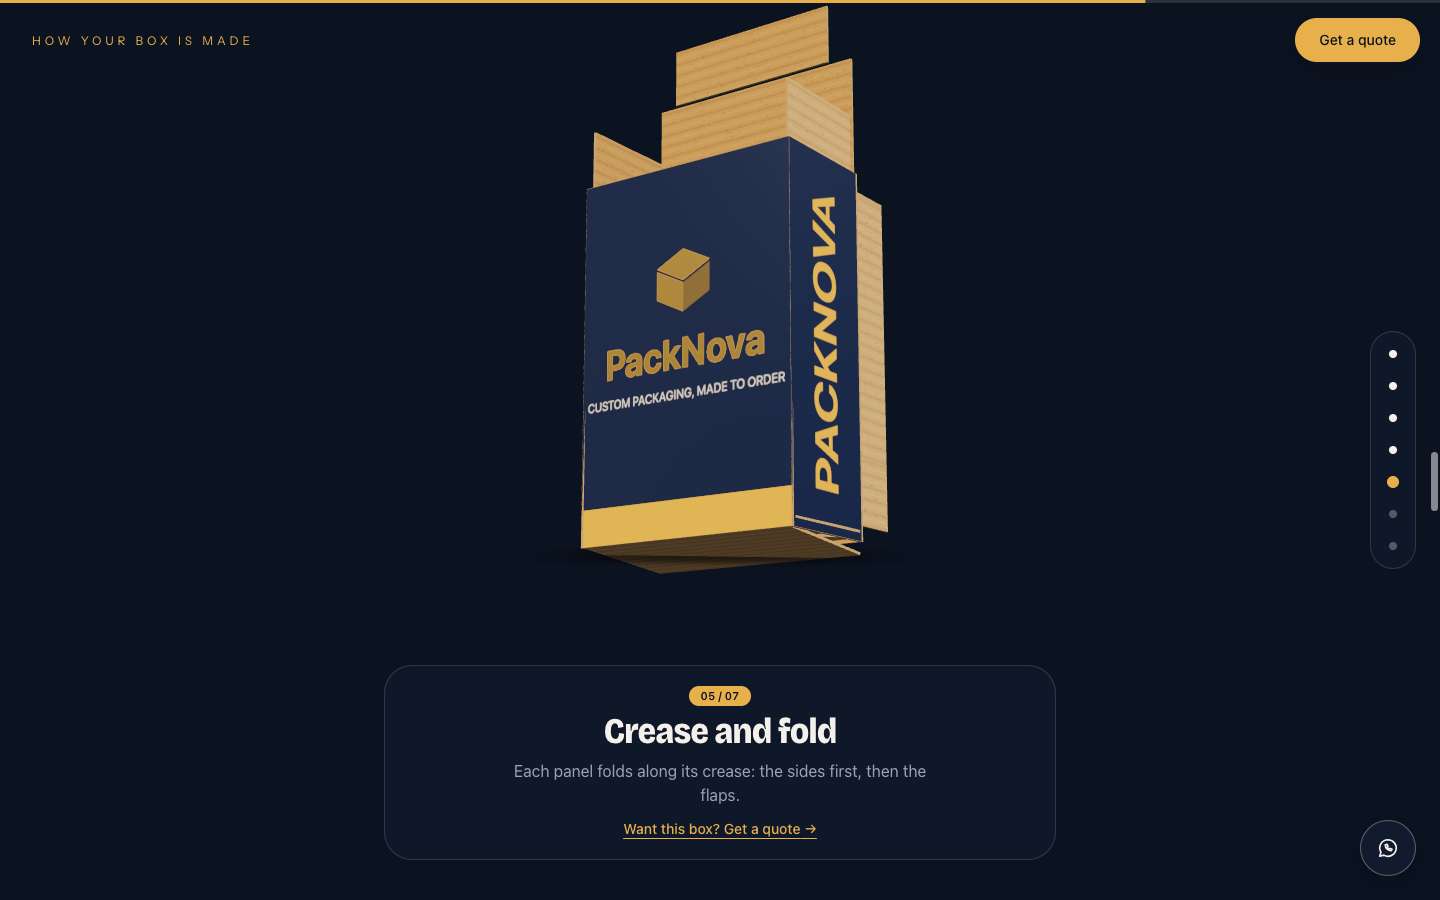 HOW YOUR BOX IS MADE
Get a quote
PackNova
CUSTOM PACKAGING, MADE TO ORDER
PACKNOVA
05 / 07
Crease and fold
Each panel folds along its crease: the sides first, then the
flaps.
Want this box? Get a quote →